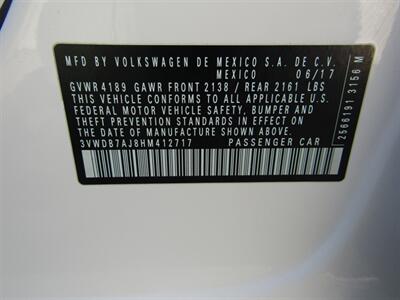 MFD BY VOLKSWAGEN DE MEXICO S.A. DE C.V.
MEXICO 06/17
GVWR 4189 GAWR FRONT 2138 / REAR 2161 LBS
THIS VEHICLE CONFORMS TO ALL APPLICABLE U.S.
FEDERAL MOTOR VEHICLE SAFETY, BUMPER AND
THEFT PREVENTION STANDARDS IN EFFECT ON
THE DATE OF MANUFACTURE SHOWN ABOVE
3VWDB7AJ8HM412717 PASSENGER CAR
2566191 3156 M